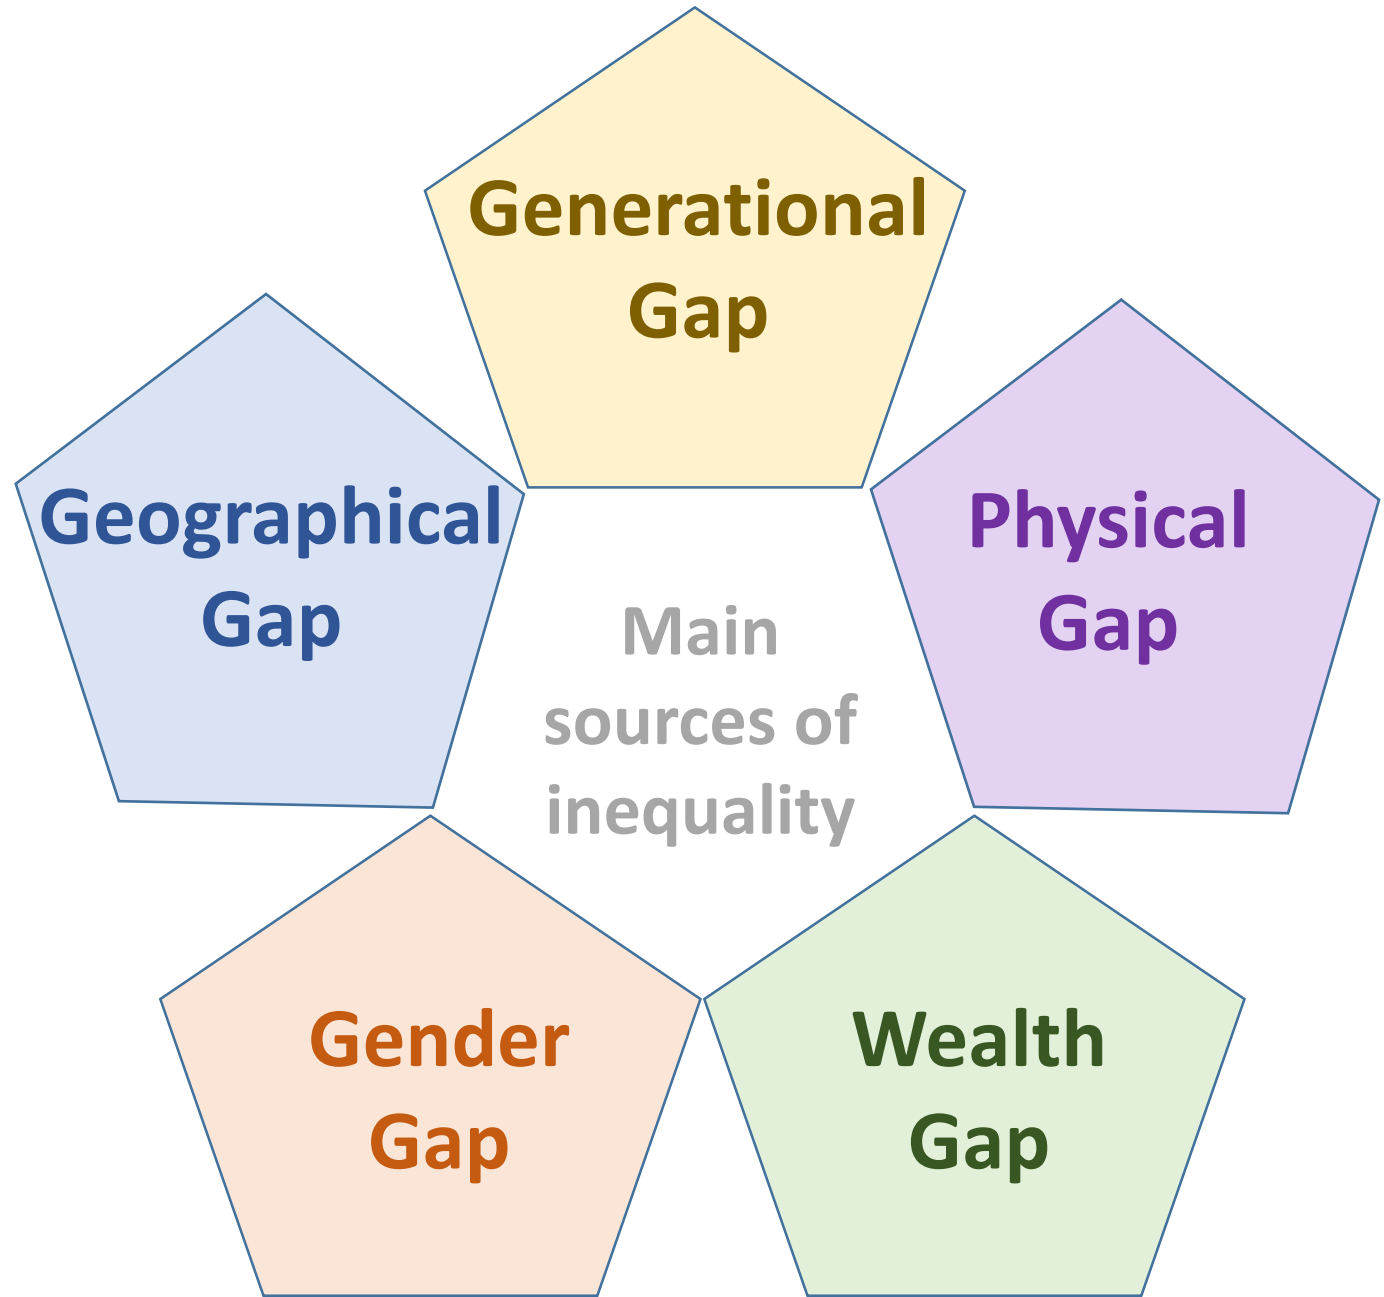 Generational
Gap
Geographical
Gap
Physical
Gap
Main
sources of
inequality
Gender
Gap
Wealth
Gap